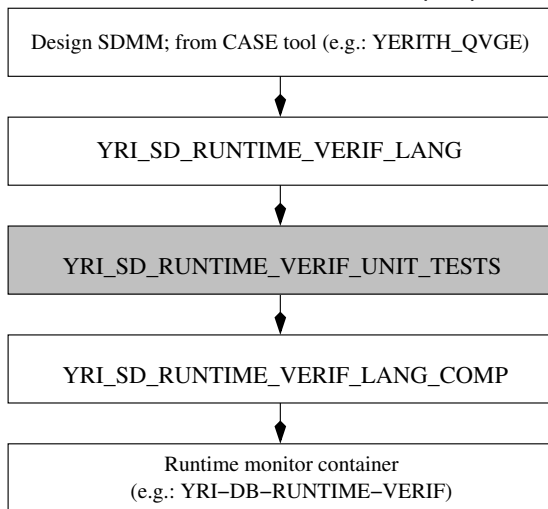 Design SDMM; from CASE tool (e.g.: YERITH_QVGE)
YRI_SD_RUNTIME_VERIF_LANG
YRI_SD_RUNTIME_VERIF_UNIT_TESTS
YRI_SD_RUNTIME_VERIF_LANG_COMP
Runtime monitor container
(e.g.: YRI−DB−RUNTIME−VERIF)